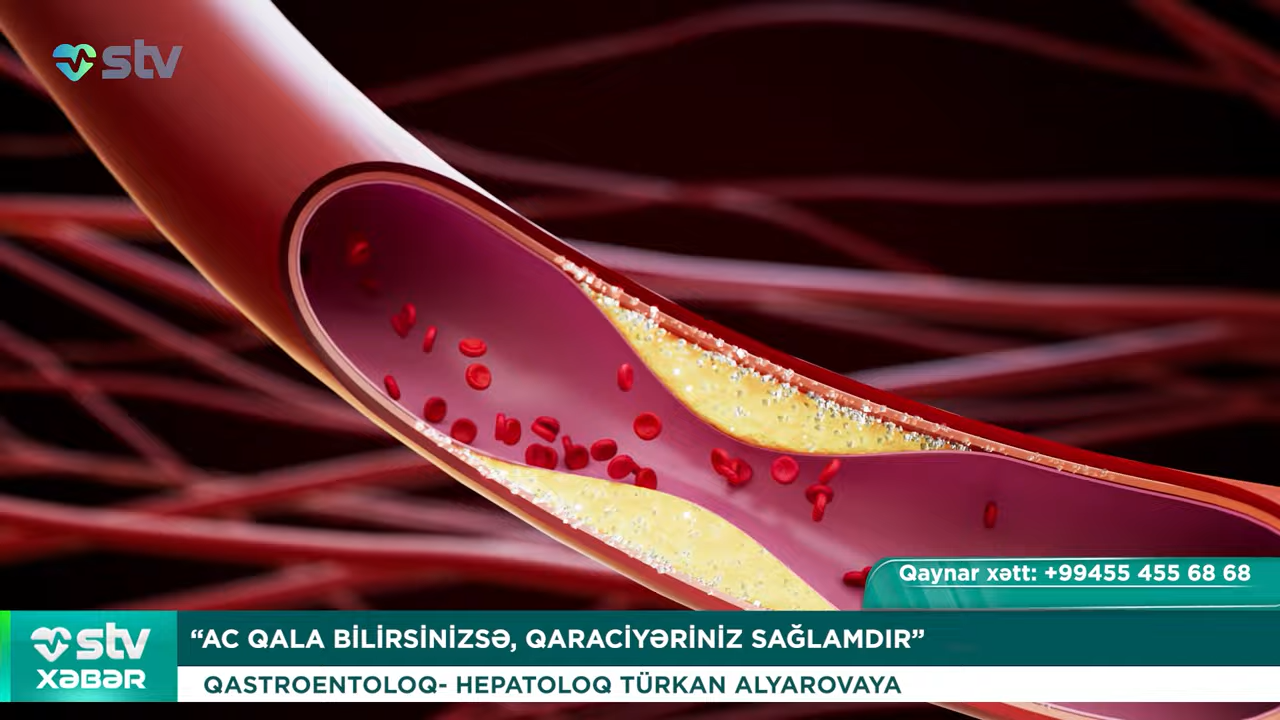 stv
Qaynar xətt: +99455 455 68 68
stv
XƏBƏR
“AC QALA BİLİRSİNİZSƏ, QARACİYƏRİNİZ SAĞLAMDIR”
QASTROENTOLOQ- HEPATOLOQ TÜRKAN ALYAROVAYA